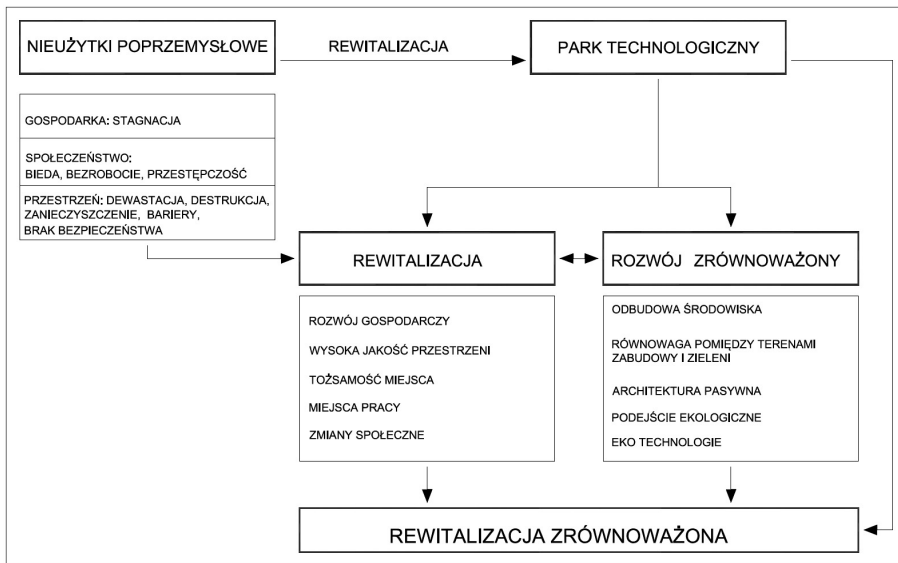 NIEUŻYTKI POPRZEMYSŁOWE
REWITALIZACJA
PARK TECHNOLOGICZNY
GOSPODARKA: STAGNACJA
SPOŁECZEŃSTWO:
BIEDA, BEZROBOCIE, PRZESTĘPCZOŚĆ
PRZESTRZEŃ: DEWASTACJA, DESTRUKCJA,
ZANIECZYSZCZENIE, BARIERY,
BRAK BEZPIECZEŃSTWA
REWITALIZACJA
ROZWÓJ ZRÓWNOWAŻONY
ROZWÓJ GOSPODARCZY
WYSOKA JAKOŚĆ PRZESTRZENI
TOŻSAMOŚĆ MIEJSCA
MIEJSCA PRACY
ZMIANY SPOŁECZNE
ODBUDOWA ŚRODOWISKA
RÓWNOWAGA POMIĘDZY TERENAMI
ZABUDOWY I ZIELENI
ARCHITEKTURA PASYWNA
PODEJŚCIE EKOLOGICZNE
EKO TECHNOLOGIE
REWITALIZACJA ZRÓWNOWAŻONA